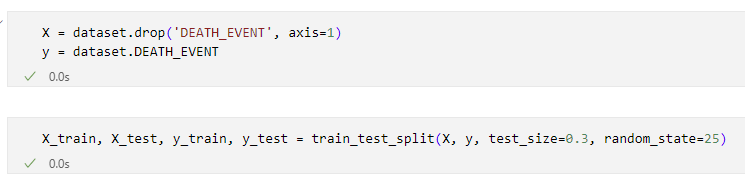 X = dataset.drop('DEATH_EVENT', axis=1)
y = dataset.DEATH_EVENT
0.0s
X_train, X_test, y_train, y_test = train_test_split(X, y, test_size=0.3, random_state=25)
0.0s